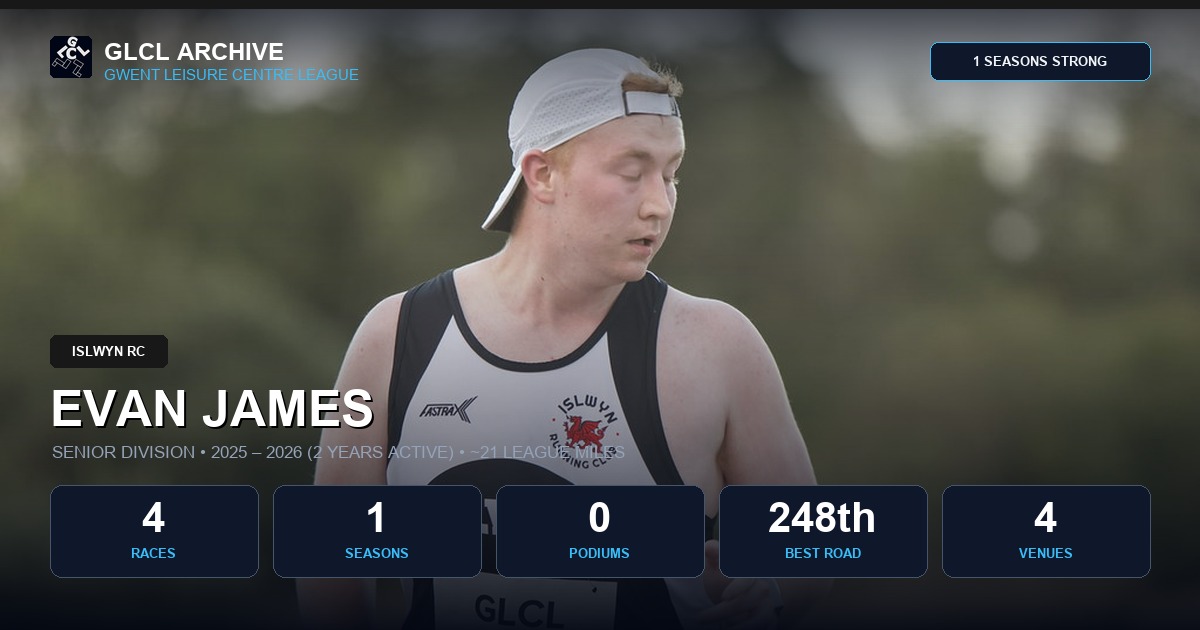 GC
GLCL ARCHIVE
GWENT LEISURE CENTRE LEAGUE
1 SEASONS STRONG
ISLWYN RC
EVAN JAMES
SENIOR DIVISION • 2025 – 2026 (2 YEARS ACTIVE) • ~21 LEAGUE MILES
FASTRAX
ISLWYN
RUNNING CLUB
4
RACES
1
SEASONS
0
PODIUMS
248th
BEST ROAD
4
VENUES
GLCL